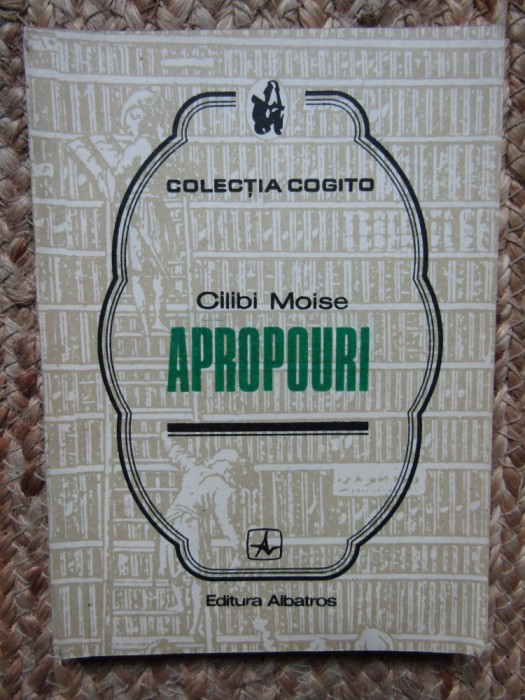 COLECȚIA COGITO
Cilibi Moise
APROPOURI
Editura Albatros